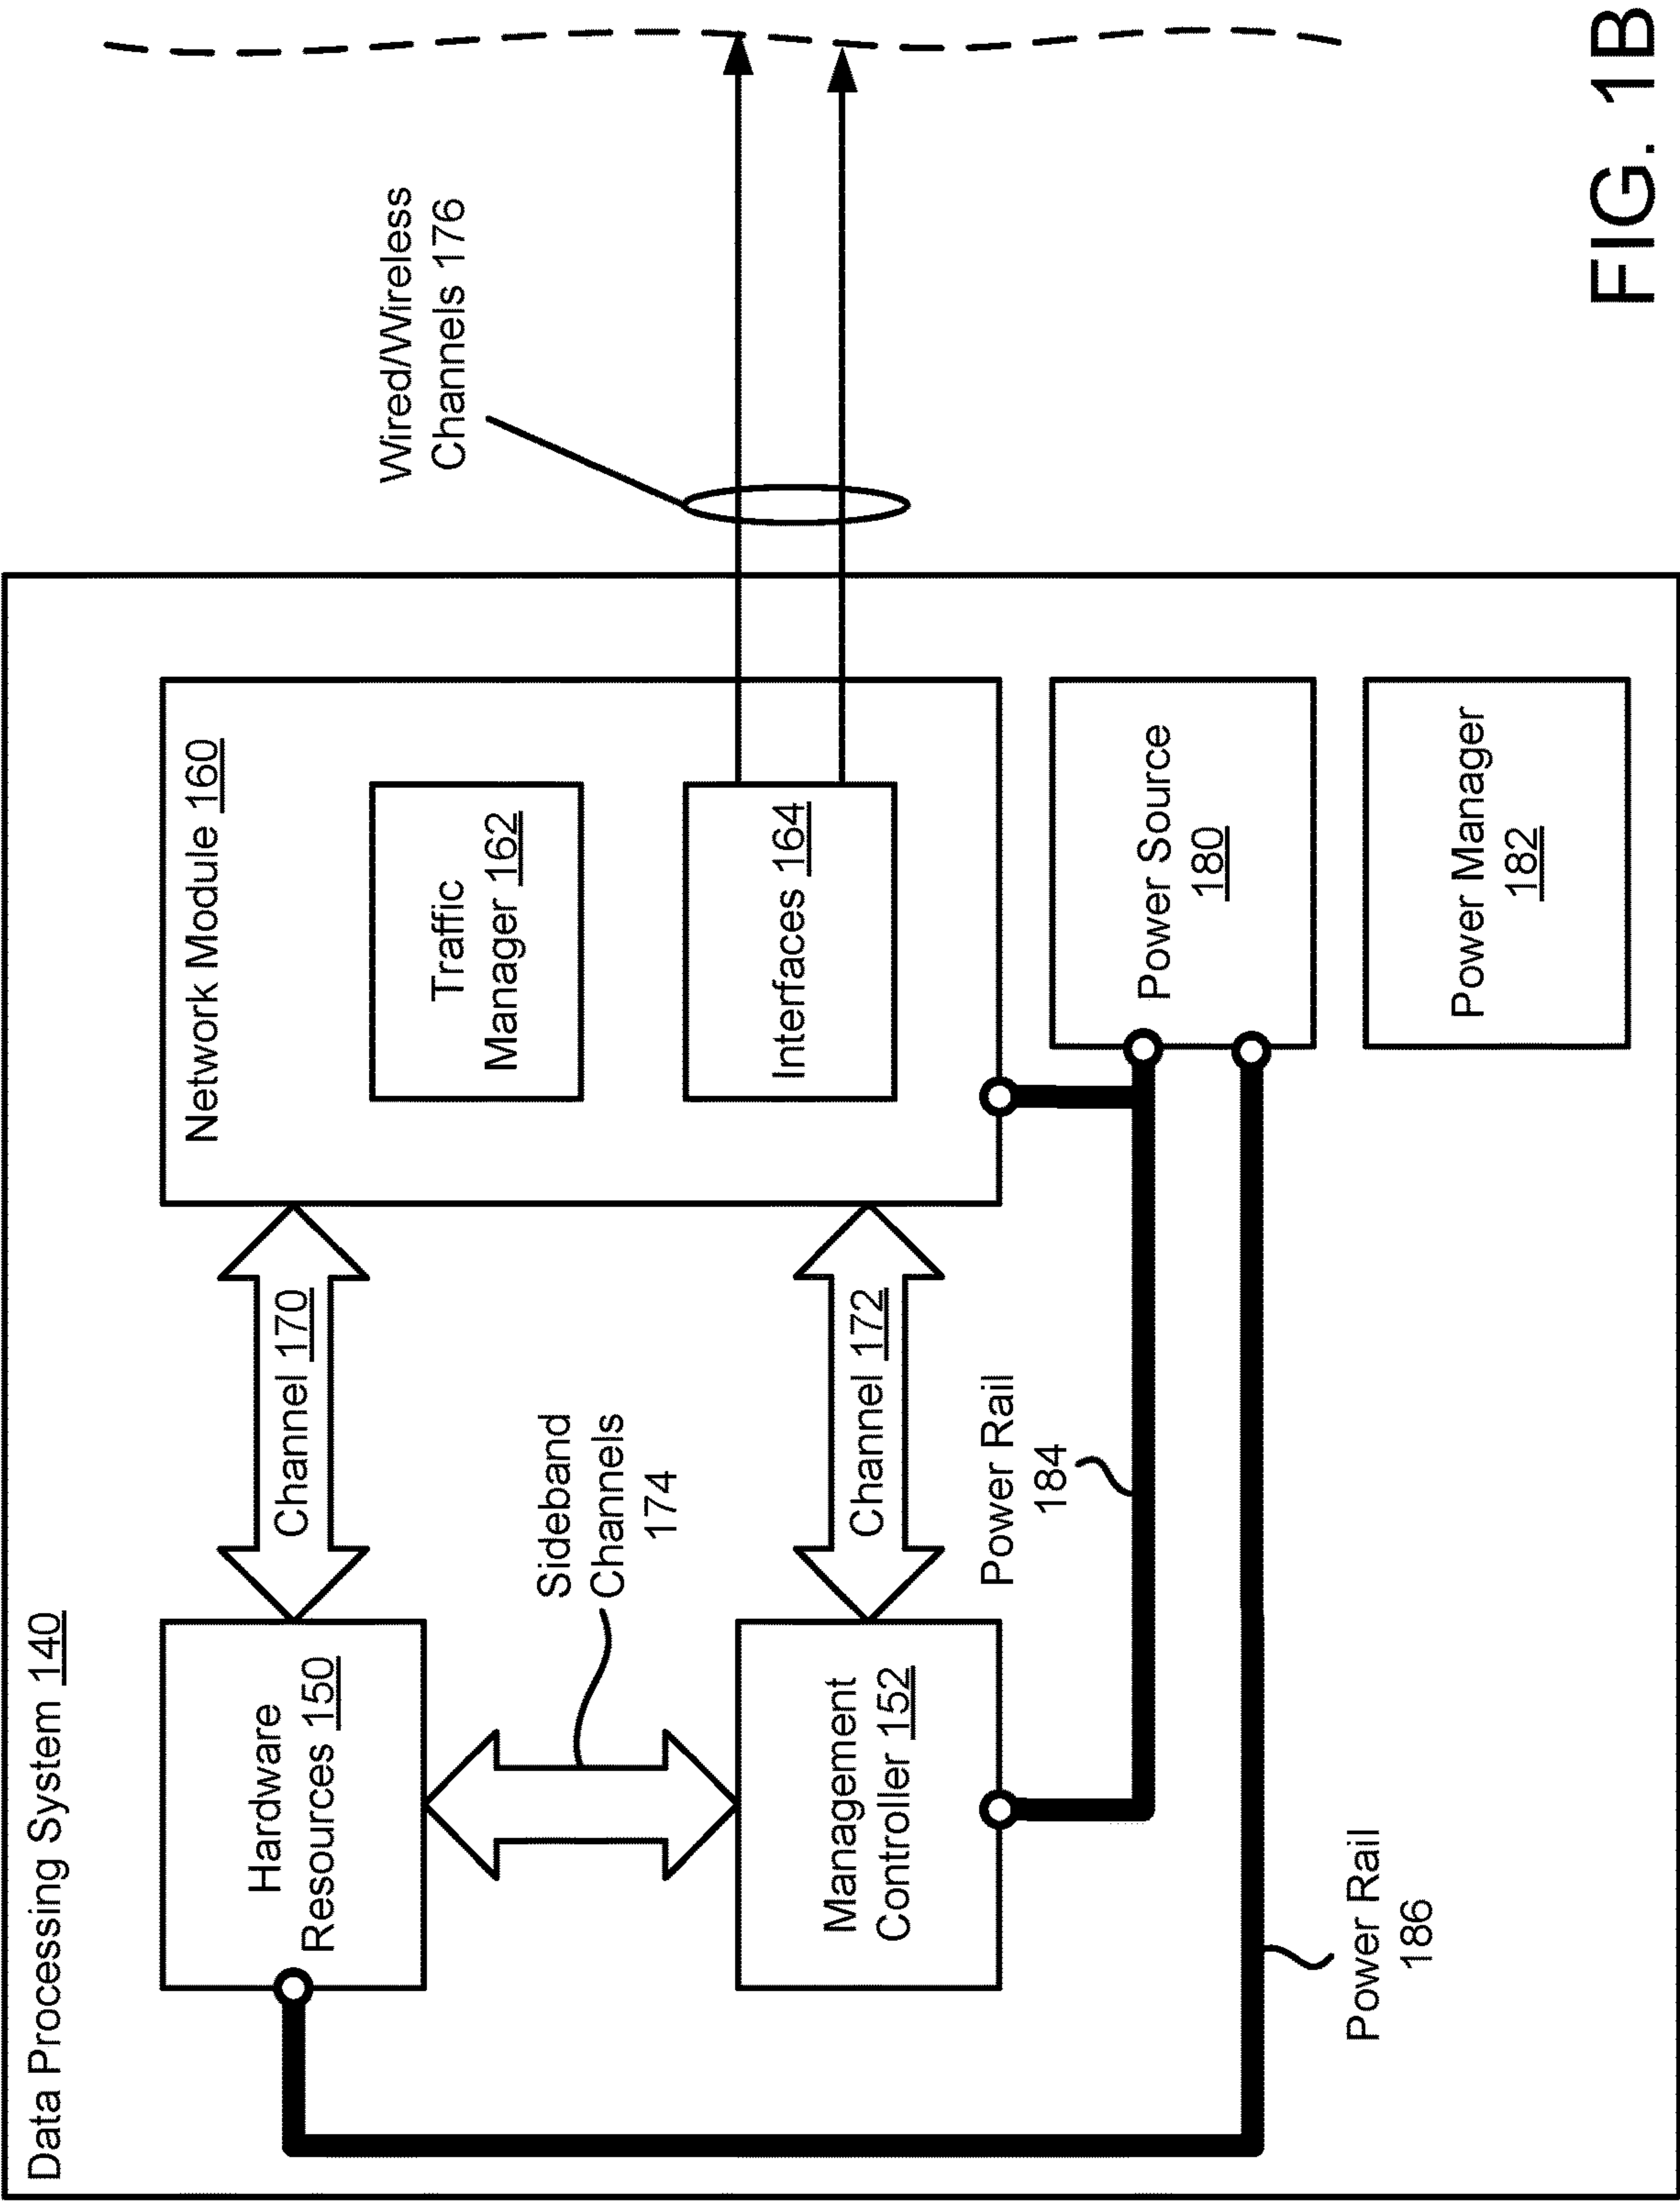 Data Processing System 140
Hardware
Resources 150
Channel 170
Network Module 160
Traffic
Manager 162
Interfaces 164
Wired/Wireless
Channels 176
Sideband
Channels
174
Management
Controller 152
Channel 172
Power Rail
184
Power Source
180
Power Manager
182
Power Rail
186
FIG. 1B